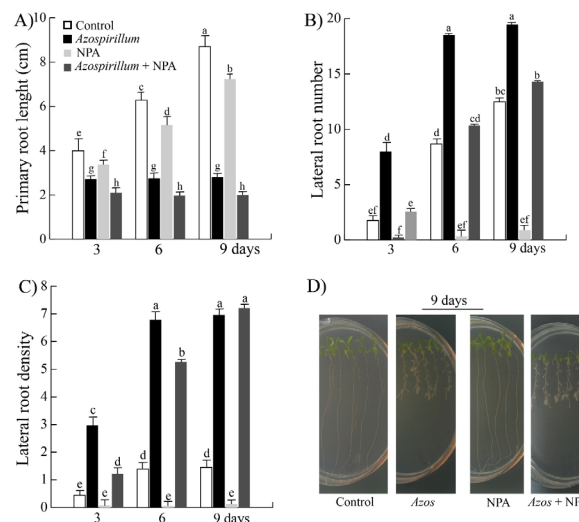 A)
Control
Azospirillum
NPA
Azospirillum + NPA
Primary root lenght (cm)
10
8
6
4
2
0
e
g
f
h
c
g
d
h
a
g
b
h
3
6
9 days
B)
Lateral root number
20
15
10
5
0
ef
d
f
e
c
a
ef
cd
bc
a
ef
b
3
6
9 days
C)
Lateral root density
8
7
6
5
4
3
2
1
0
e
c
e
d
d
a
e
b
d
a
e
a
3
6
9 days
D)
9 days
Control
Azos
NPA
Azos + NP